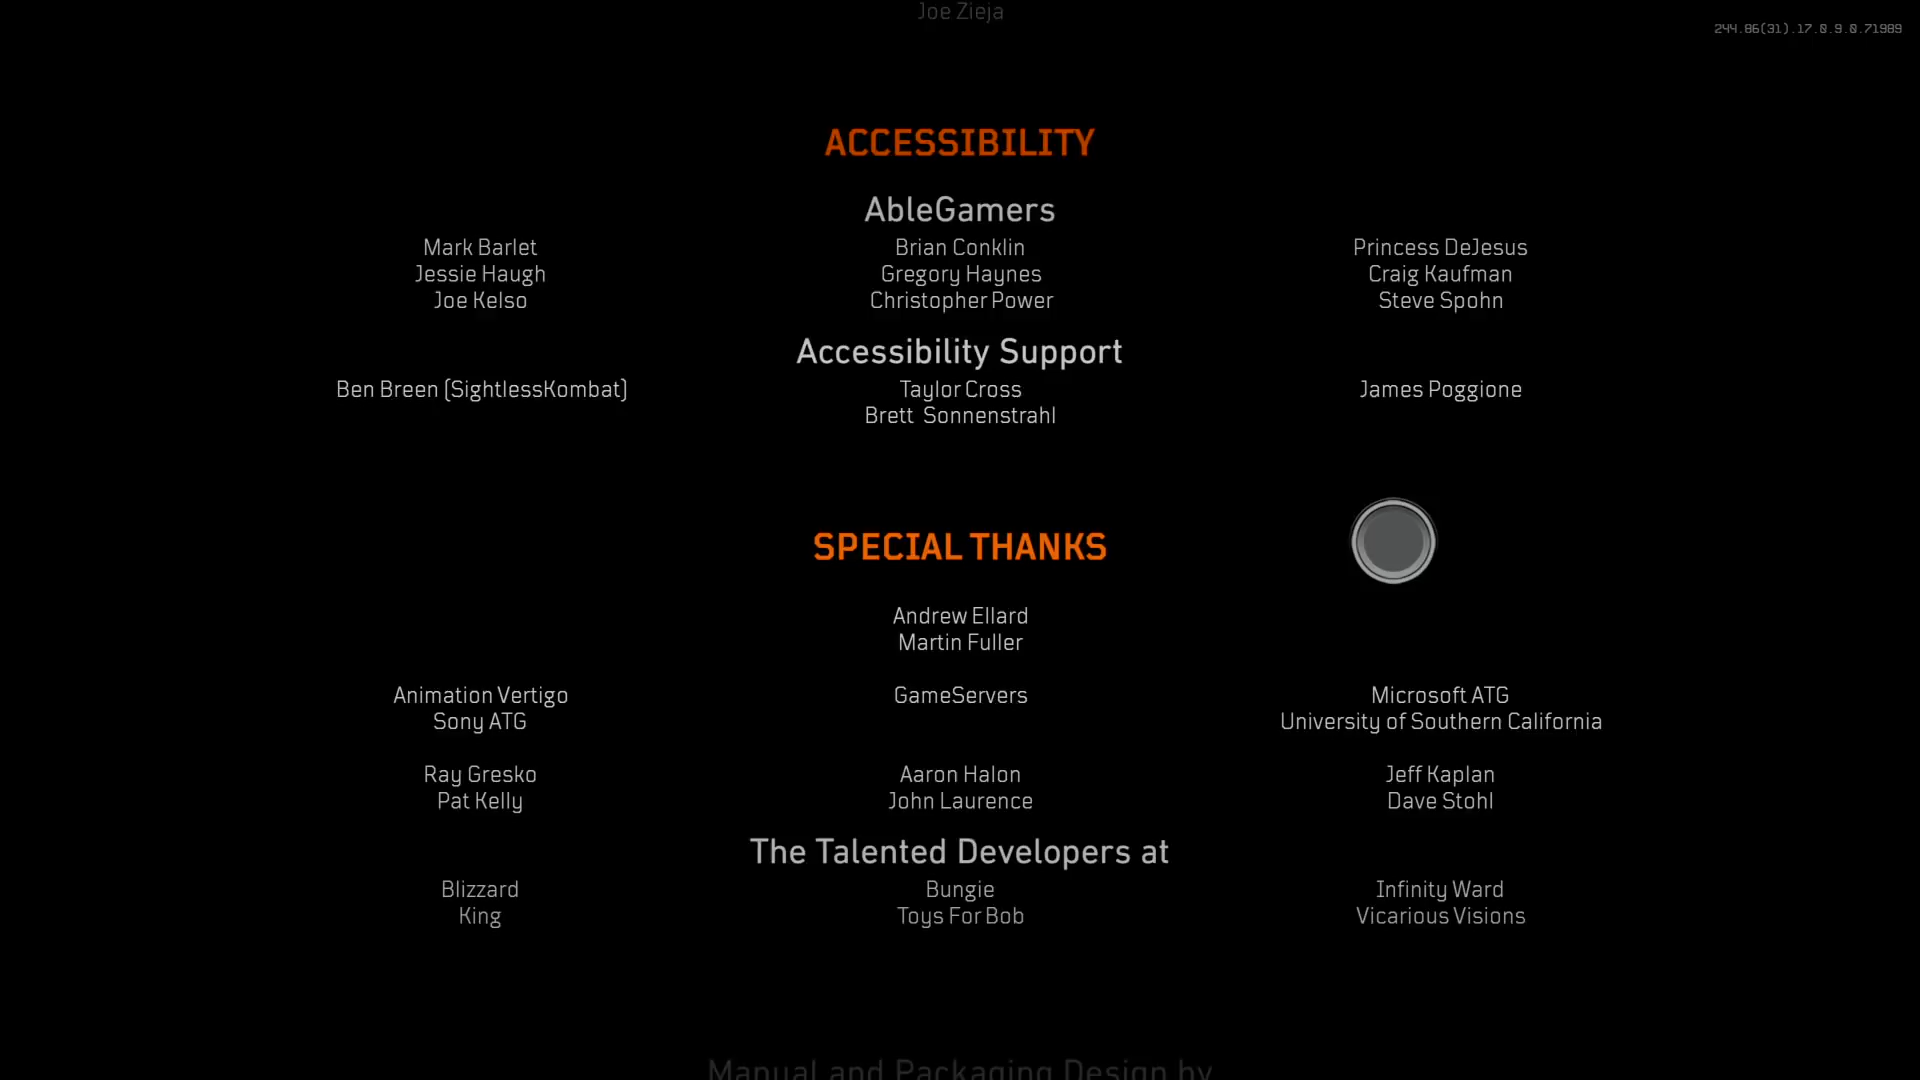 Joe Zieja
244.86(31).17.0.9.0.71989
ACCESSIBILITY
AbleGamers
Mark Barlet Brian Conklin Princess DeJesus
Jessie Haugh Gregory Haynes Craig Kaufman
Joe Kelso Christopher Power Steve Spohn
Accessibility Support
Ben Breen (SightlessKombat) Taylor Cross James Poggione
Brett Sonnenstrahl
SPECIAL THANKS
Andrew Ellard
Martin Fuller
Animation Vertigo GameServers Microsoft ATG
Sony ATG University of Southern California
Ray Gresko Aaron Halon Jeff Kaplan
Pat Kelly John Laurence Dave Stohl
The Talented Developers at
Blizzard Bungie Infinity Ward
King Toys For Bob Vicarious Visions
Manual and Packaging Design by